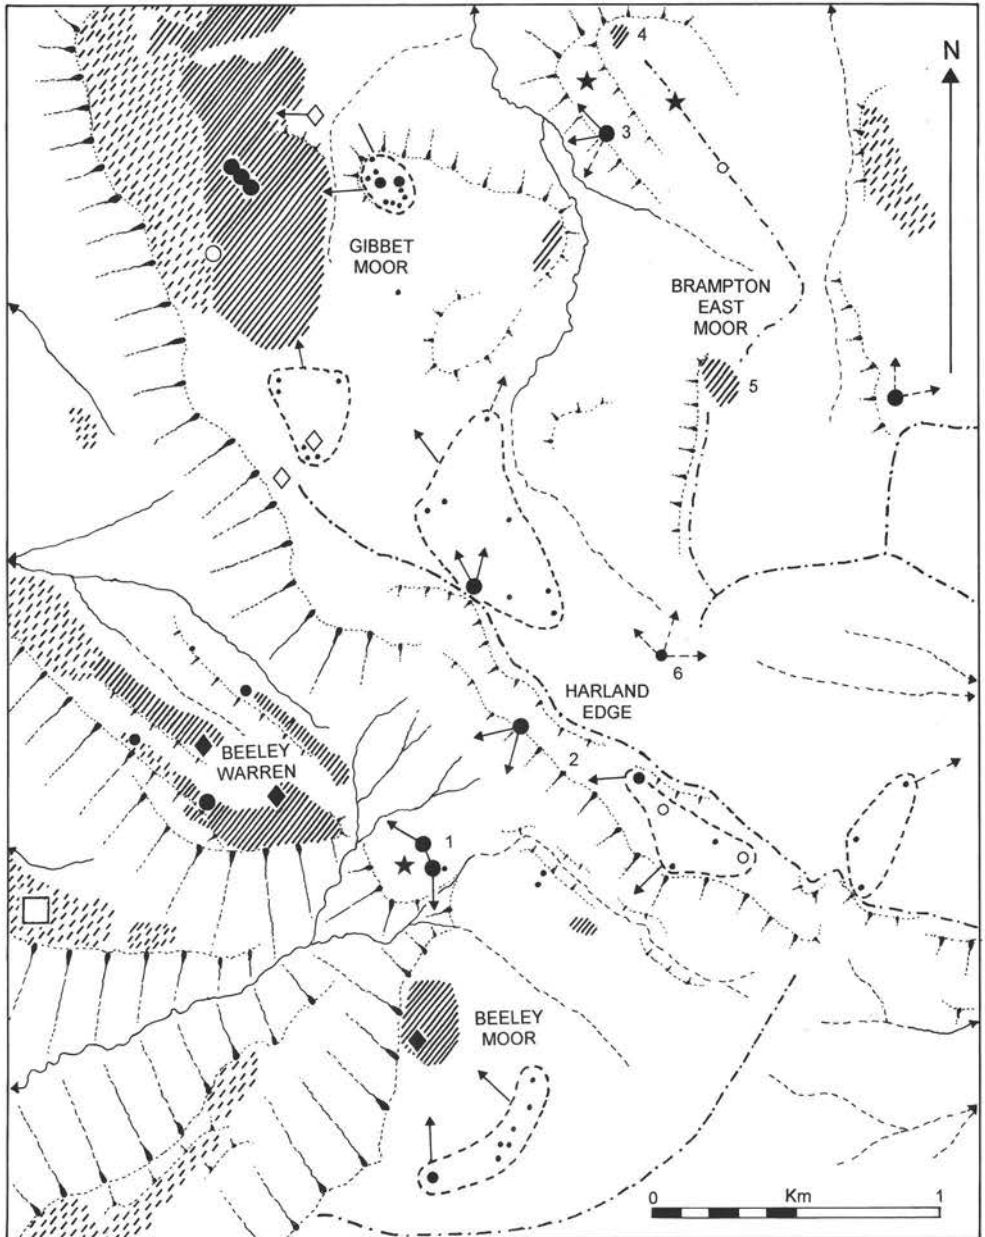 4
N
3
GIBBET
MOOR
BRAMPTON
EAST
MOOR
5
6
HARLAND
EDGE
2
BEELEY
WARREN
1
BEELEY
MOOR
0 Km 1